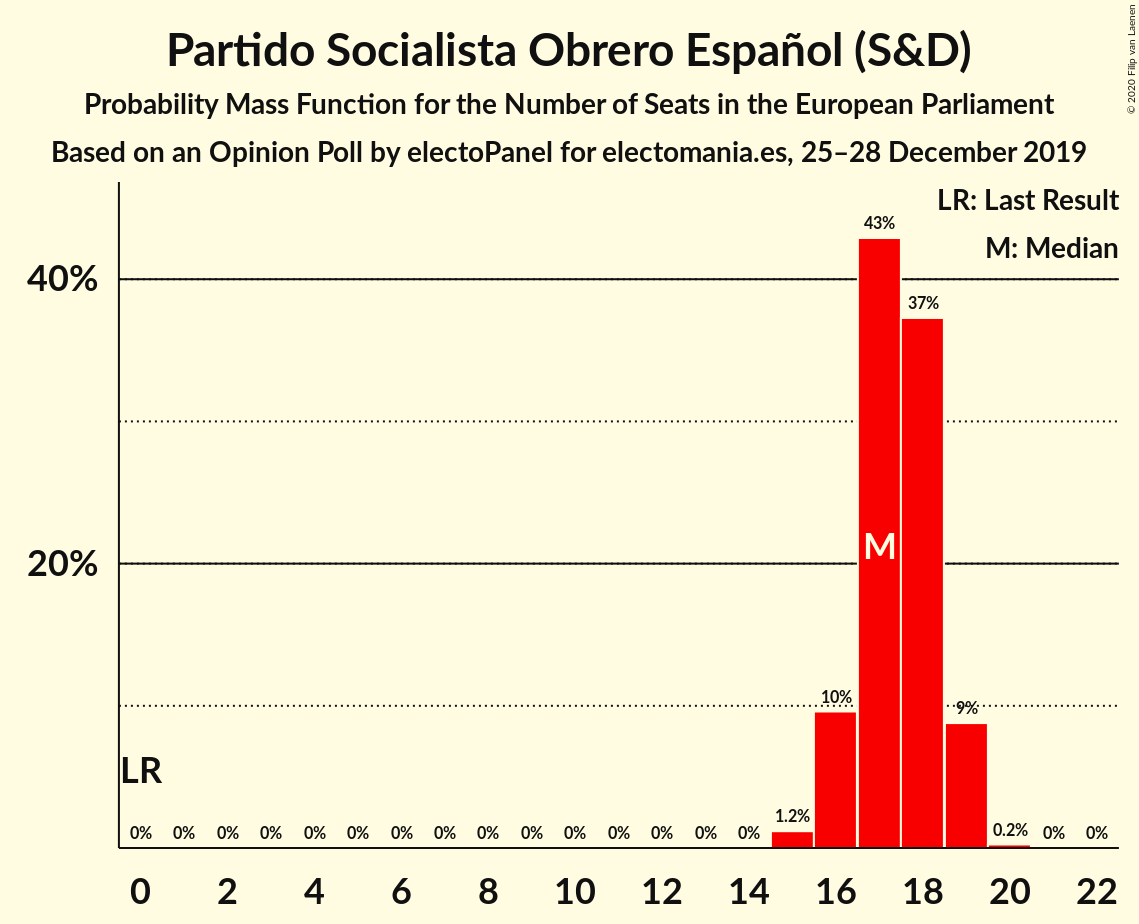 Partido Socialista Obrero Español (S&D)
Probability Mass Function for the Number of Seats in the European Parliament
Based on an Opinion Poll by electoPanel for electomania.es, 25–28 December 2019
© 2020 Filip van Laenen
LR: Last Result
M: Median
43%
40%
37%
M
20%
10%
9%
LR
1.2%
0% 0% 0% 0% 0% 0% 0% 0% 0% 0% 0% 0% 0% 0% 0% 0.2% 0% 0%
0 2 4 6 8 10 12 14 16 18 20 22